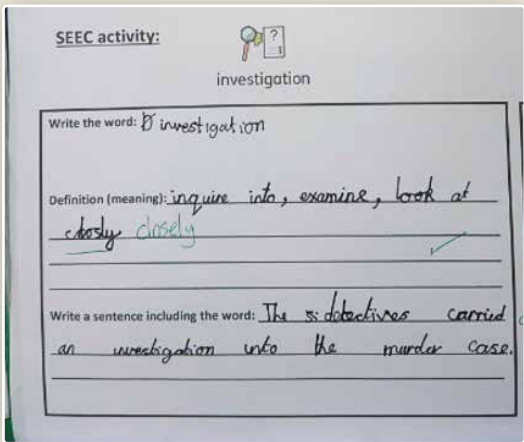 SEEC activity:
?
investigation
Write the word: investigation
Definition (meaning): inquire into, examine, look at
closly closely
Write a sentence including the word: The detectives carried
an investigation into the murder case.